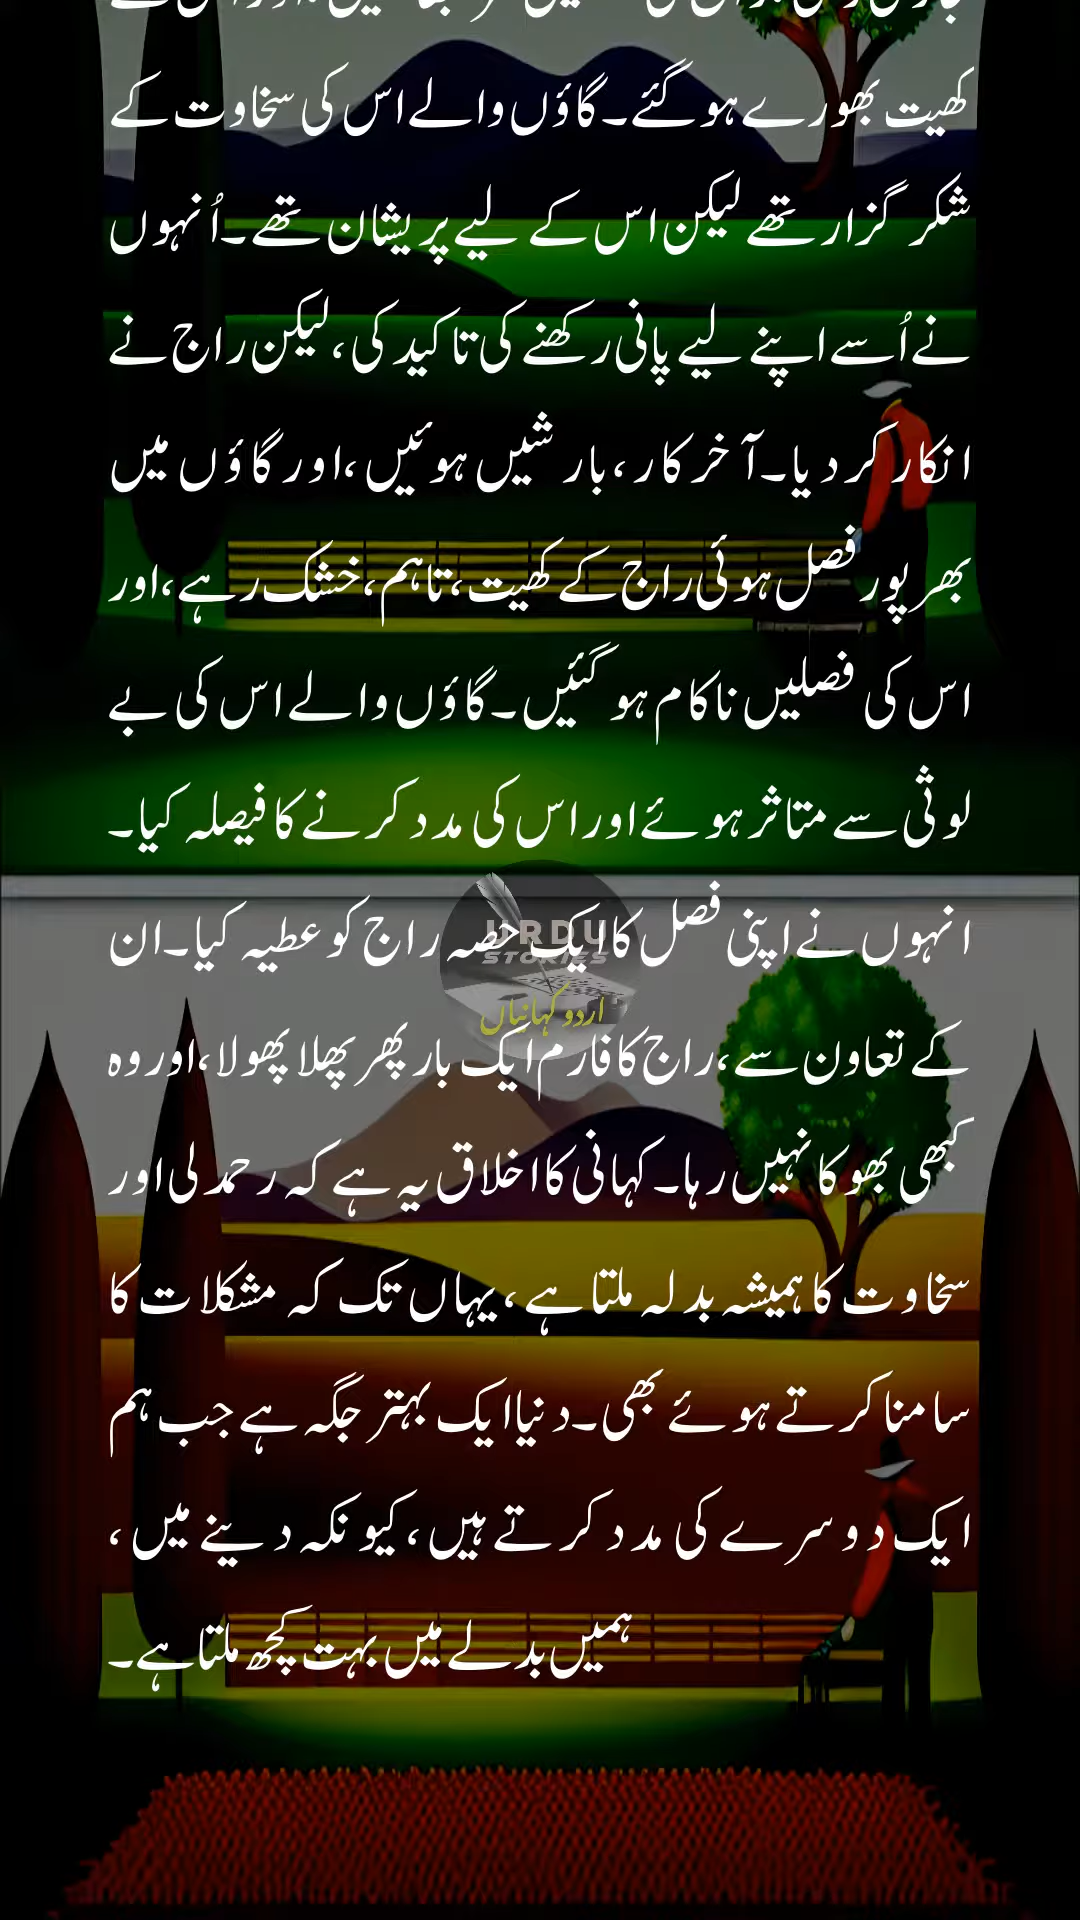 کھیت بھورے ہو گئے۔ گاؤں والے اس کی سخاوت کے
شکر گزار تھے لیکن اس کے لیے پریشان تھے۔ اُنہوں
نے اُسے اپنے لیے پانی رکھنے کی تاکید کی، لیکن راج نے
انکار کر دیا۔ آخر کار، بارشیں ہوئیں، اور گاؤں میں
بھرپور فصل ہوئی راج کے کھیت، تاہم، خشک رہے، اور
اس کی فصلیں ناکام ہو گئیں۔ گاؤں والے اس کی بے
لوثی سے متاثر ہوئے اور اس کی مدد کرنے کا فیصلہ کیا۔
انہوں نے اپنی فصل کا ایک حصہ راج کو عطیہ کیا۔ ان
URDU
STORIES
اردو کہانیاں
کے تعاون سے، راج کا فارم ایک بار پھر پھلا پھولا، اور وہ
کبھی بھوکا نہیں رہا۔ کہانی کا اخلاق یہ ہے کہ رحمدلی اور
سخاوت کا ہمیشہ بدلہ ملتا ہے، یہاں تک کہ مشکلات کا
سامنا کرتے ہوئے بھی۔ دنیا ایک بہتر جگہ ہے جب ہم
ایک دوسرے کی مدد کرتے ہیں، کیونکہ دینے میں،
ہمیں بدلے میں بہت کچھ ملتا ہے۔